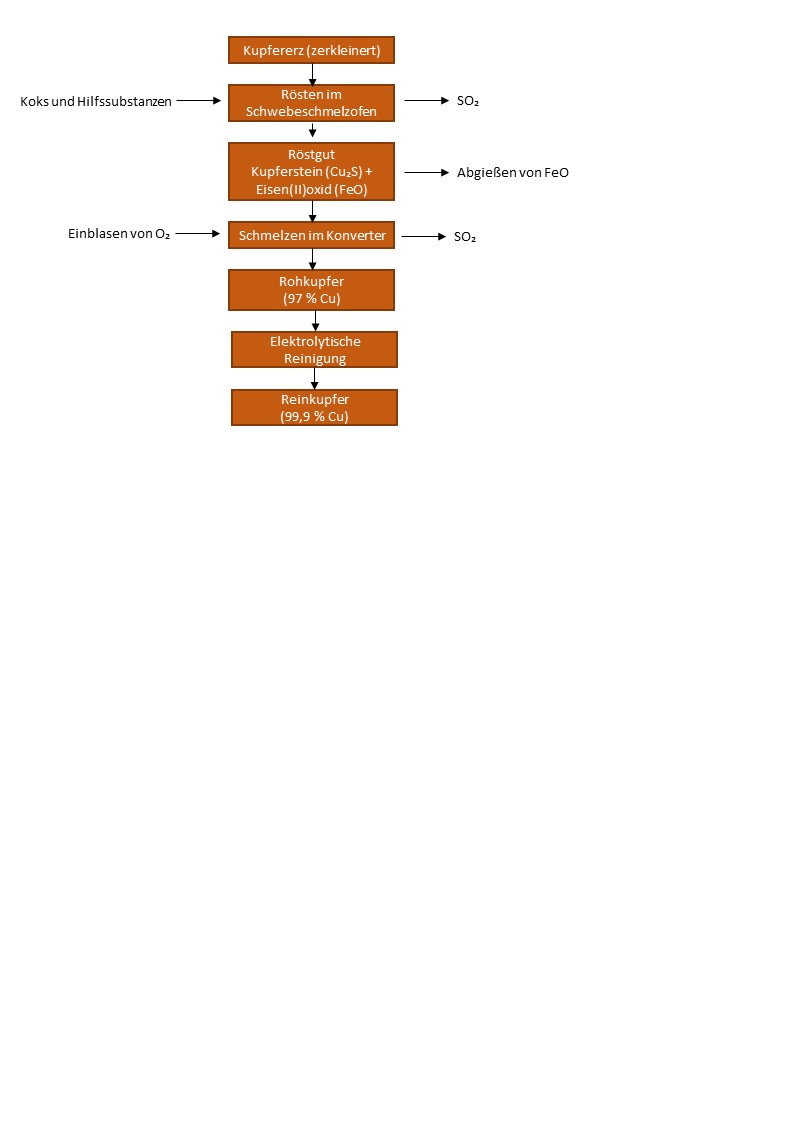 Kupfererz (zerkleinert)
Koks und Hilfssubstanzen
Rösten im
Schwebeschmelzofen
SO₂
Röstgut
Kupferstein (Cu₂S) +
Eisen(II)oxid (FeO)
Abgießen von FeO
Einblasen von O₂
Schmelzen im Konverter
SO₂
Rohkupfer
(97 % Cu)
Elektrolytische
Reinigung
Reinkupfer
(99,9 % Cu)